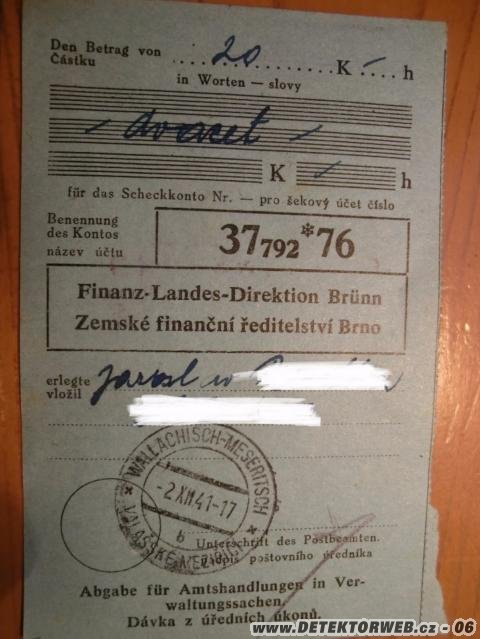 Den Betrag von
Částku 20 K – h
in Worten — slovy
– dvacet –
K – h
für das Scheckkonto Nr. — pro šekový účet číslo
Benennung
des Kontos
název účtu
37792*76
Finanz-Landes-Direktion Brünn
Zemské finanční ředitelství Brno
erlegte
vložil
WALLACHISCH-MESERITSCH
-2.XII.41-17
b
VALAŠSKÉ MEZIŘÍČÍ
Unterschrift des Postbeamten.
Podpis poštovního úředníka
Abgabe für Amtshandlungen in Ver-
waltungssachen.
Dávka z úředních úkonů.
www.DETEKTORWEB.cz - 06